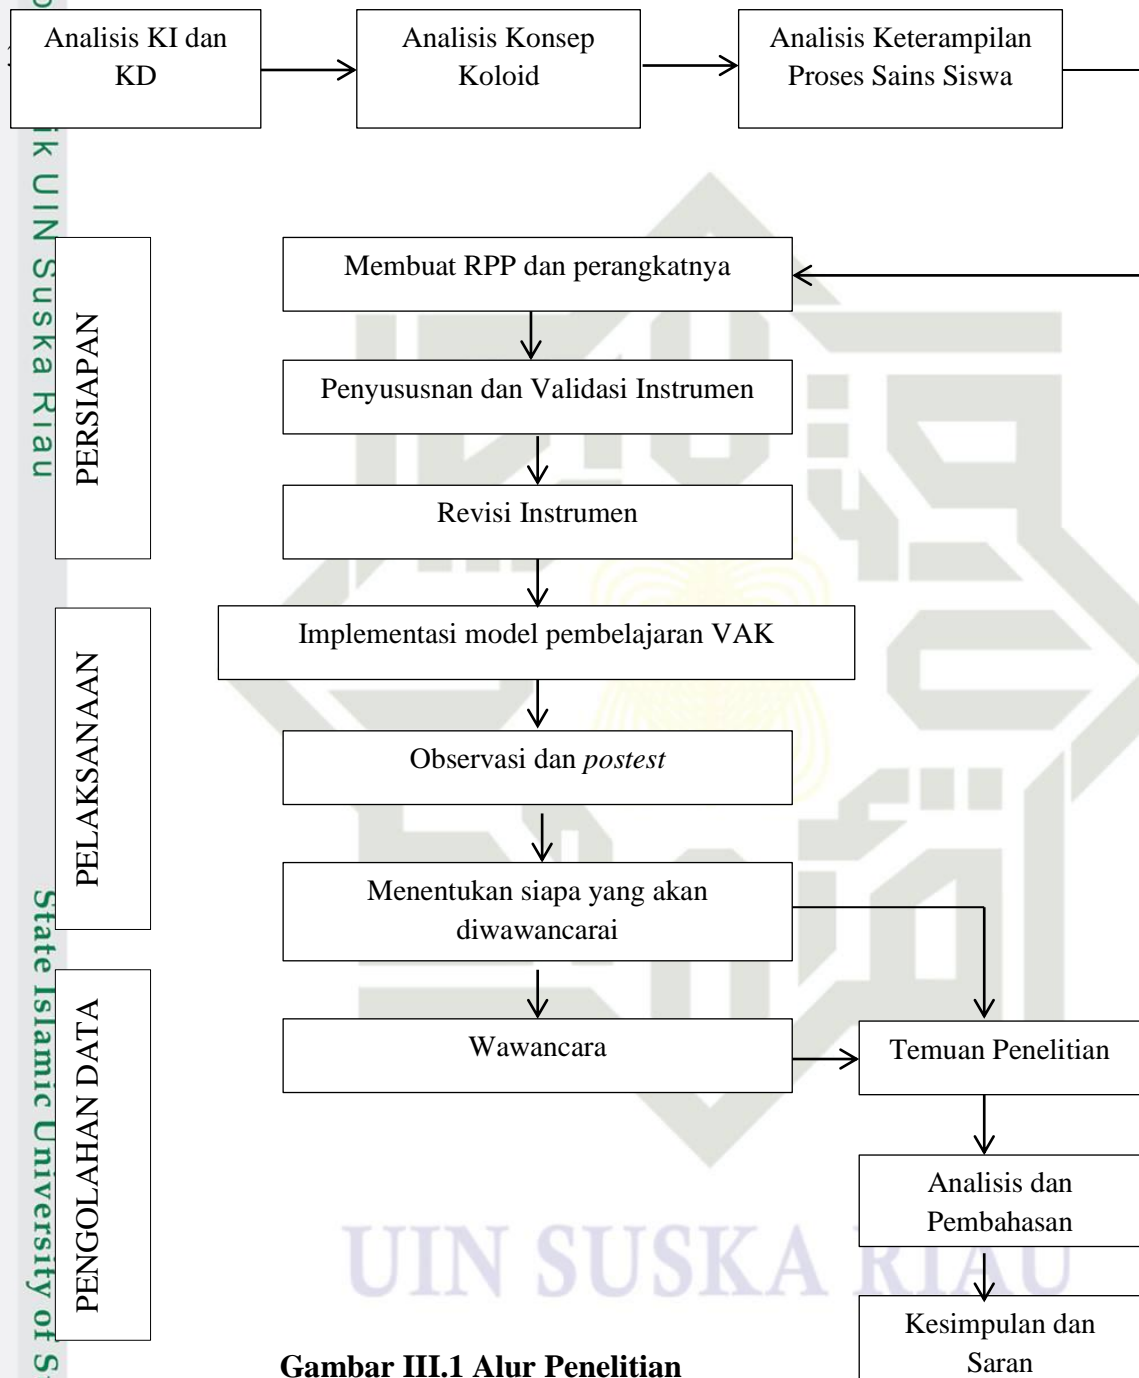 Analisis KI dan
KD
Analisis Konsep
Koloid
Analisis Keterampilan
Proses Sains Siswa
ik UIN Suska Riau
PERSIAPAN
Membuat RPP dan perangkatnya
Penyususnan dan Validasi Instrumen
Revisi Instrumen
PELAKSANAAN
Implementasi model pembelajaran VAK
Observasi dan postest
Menentukan siapa yang akan
diwawancarai
State Islamic University of S
PENGOLAHAN DATA
Wawancara
Temuan Penelitian
Analisis dan
Pembahasan
UIN SUSKA RIAU
Kesimpulan dan
Saran
Gambar III.1 Alur Penelitian